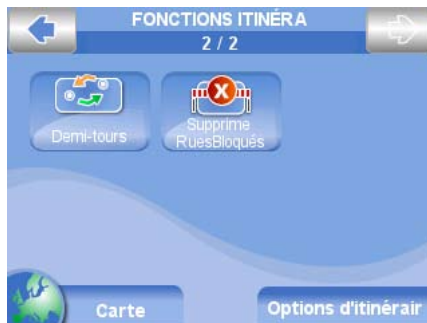 FONCTIONS ITINÉRA
2 / 2
Demi-tours
Supprime
RuesBloqués
Carte
Options d'itinérair